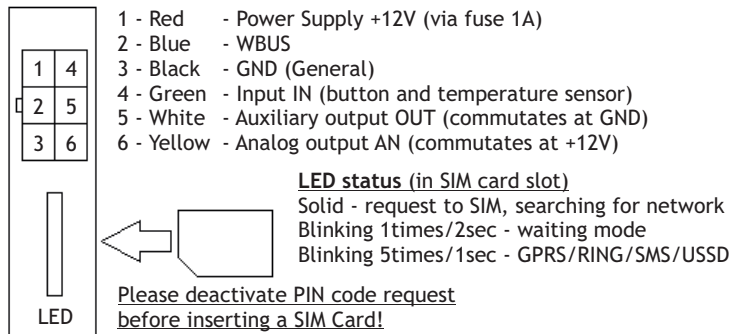 1 - Red - Power Supply +12V (via fuse 1A)
2 - Blue - WBUS
3 - Black - GND (General)
4 - Green - Input IN (button and temperature sensor)
5 - White - Auxiliary output OUT (commutates at GND)
6 - Yellow - Analog output AN (commutates at +12V)
1 4
2 5
3 6
LED status (in SIM card slot)
Solid - request to SIM, searching for network
Blinking 1times/2sec - waiting mode
Blinking 5times/1sec - GPRS/RING/SMS/USSD
Please deactivate PIN code request
before inserting a SIM Card!
LED